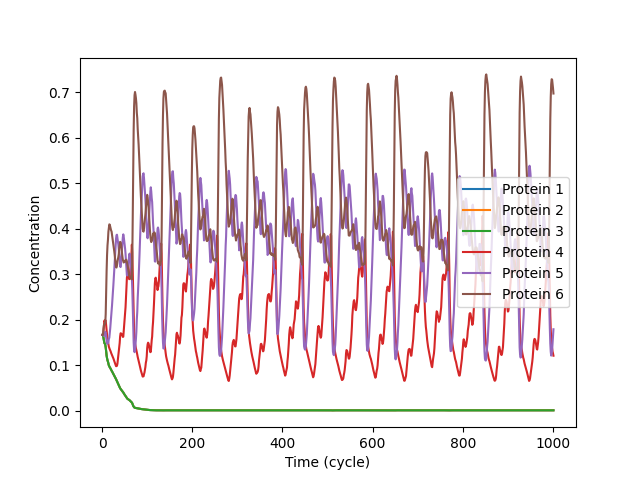 0.7
0.6
0.5
0.4
0.3
0.2
0.1
0.0
Concentration
Protein 1
Protein 2
Protein 3
Protein 4
Protein 5
Protein 6
0 200 400 600 800 1000
Time (cycle)